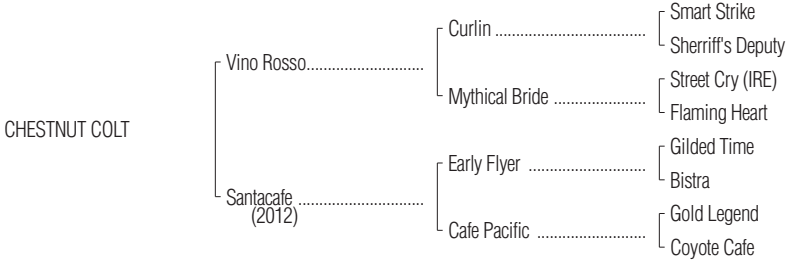 Smart Strike
Curlin ....................................
Sherriff's Deputy
Vino Rosso...........................
Street Cry (IRE)
Mythical Bride ......................
Flaming Heart
CHESTNUT COLT
Gilded Time
Early Flyer ............................
Bistra
Santacafe .............................
(2012)
Gold Legend
Cafe Pacific ..........................
Coyote Cafe